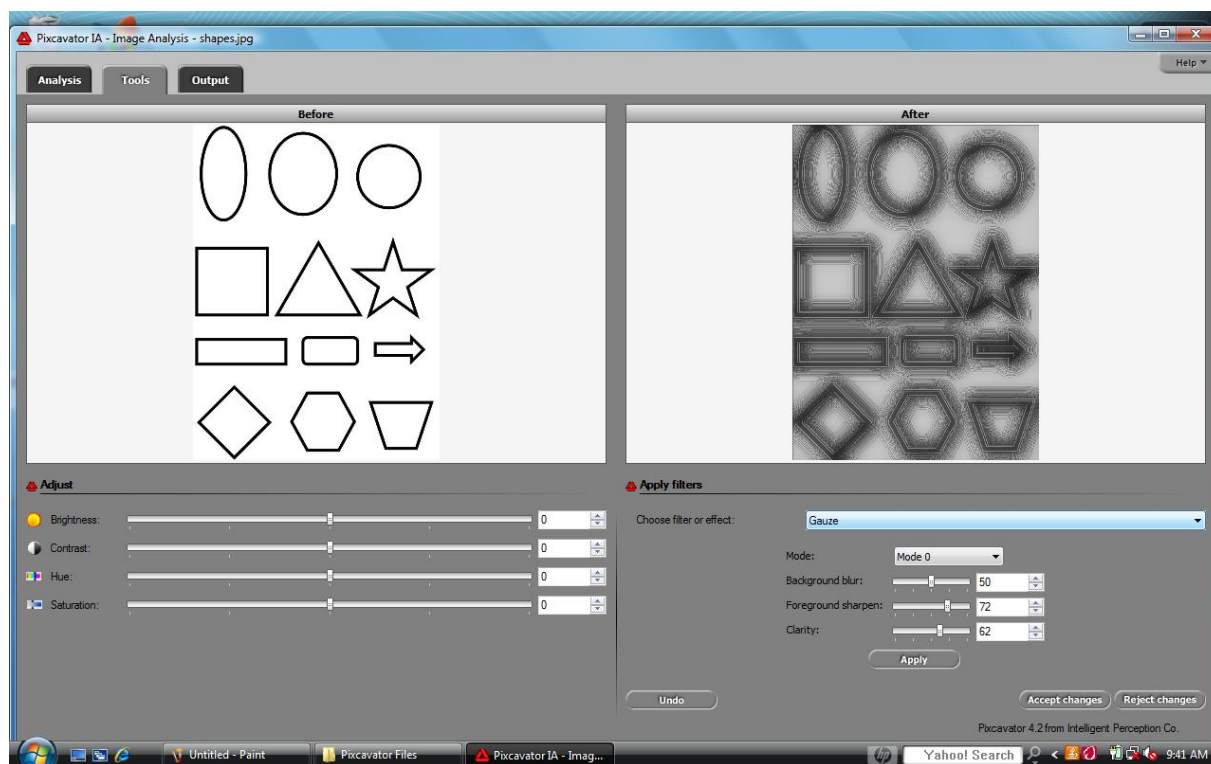 Pixcavator IA - Image Analysis - shapes.jpg
Help
Analysis Tools Output
Before
After
Adjust
Brightness: 0
Contrast: 0
Hue: 0
Saturation: 0
Apply filters
Choose filter or effect: Gauze
Mode: Mode 0
Background blur: 50
Foreground sharpen: 72
Clarity: 62
Apply
Undo Accept changes Reject changes
Pixcavator 4.2 from Intelligent Perception Co.
Untitled - Paint Pixcavator Files Pixcavator IA - Imag... hp Yahoo! Search 9:41 AM